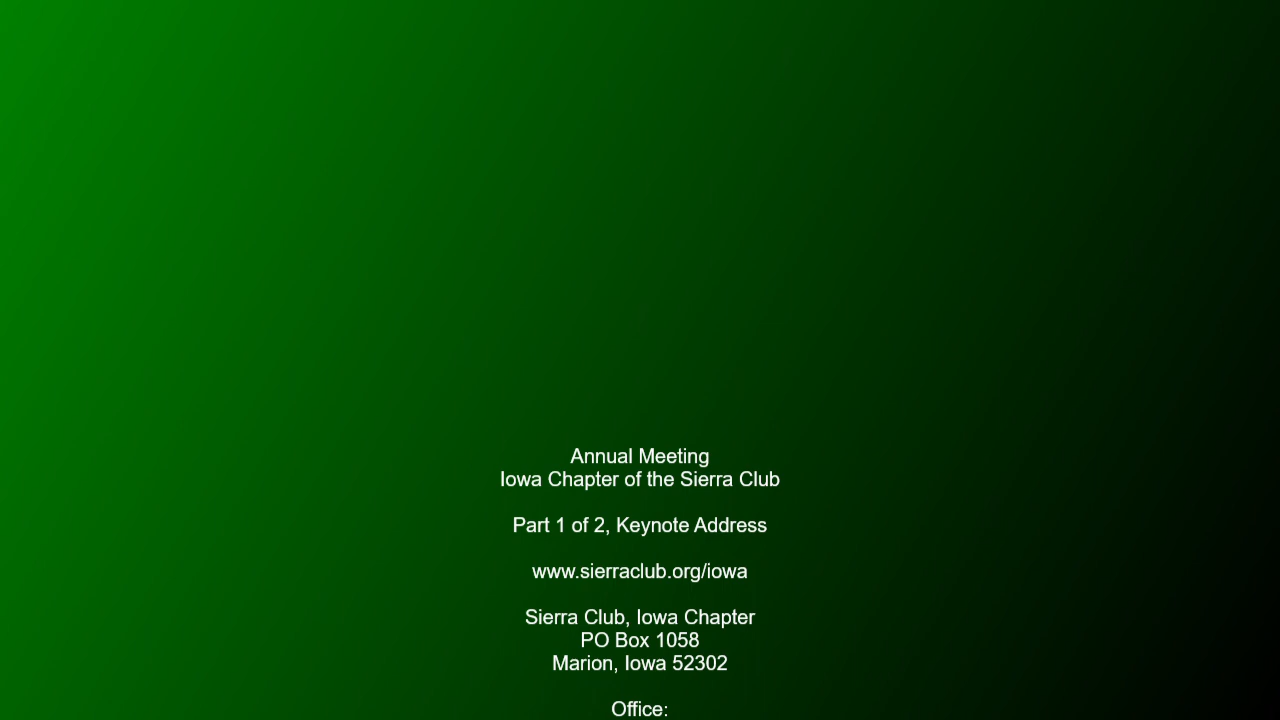 Annual Meeting
Iowa Chapter of the Sierra Club
Part 1 of 2, Keynote Address
www.sierraclub.org/iowa
Sierra Club, Iowa Chapter
PO Box 1058
Marion, Iowa 52302
Office: